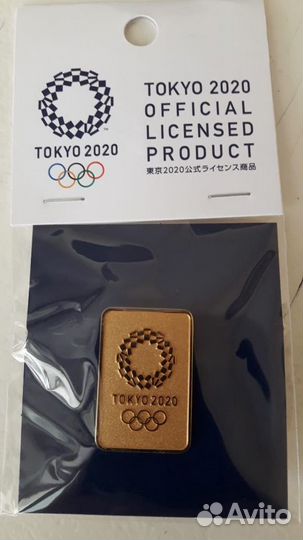 TOKYO 2020
OFFICIAL
LICENSED
PRODUCT
東京2020公式ライセンス商品
TM
TOKYO 2020
TOKYO 2020
Avito